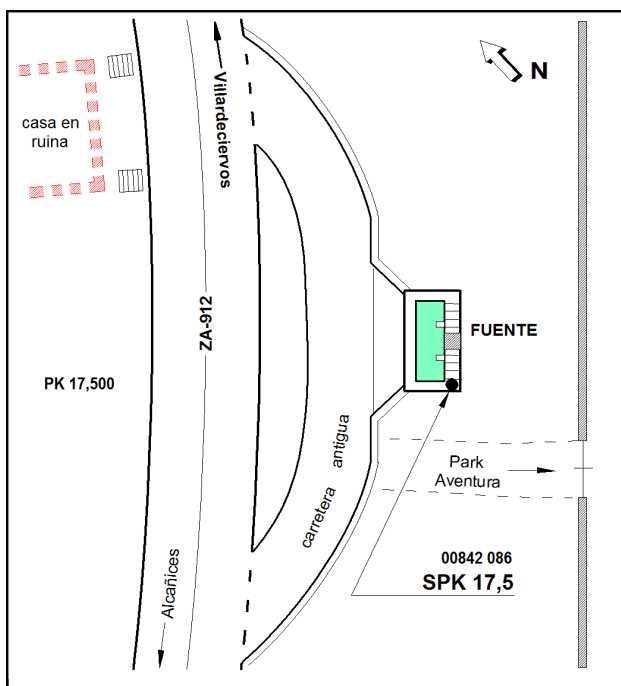 Villardeciervos
N
casa en
ruina
ZA-912
FUENTE
PK 17,500
carretera antigua
Park
Aventura
Alcañices
00842 086
SPK 17,5